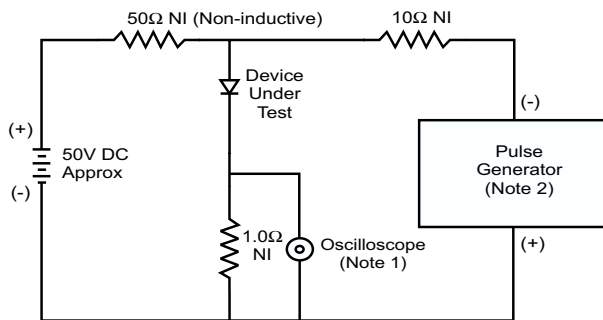 50Ω NI (Non-inductive)
10Ω NI
Device
Under
Test
(-)
(+)
50V DC
Approx
(-)
Pulse
Generator
(Note 2)
(+)
1.0Ω
NI
Oscilloscope
(Note 1)